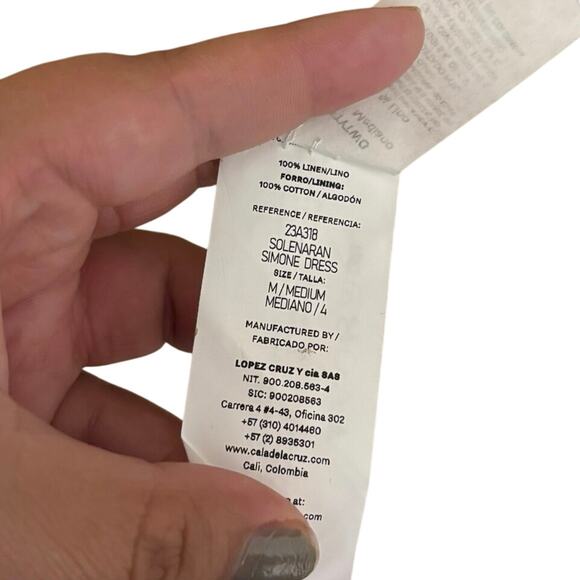 100% LINEN/LINO
FORRO/LINING:
100% COTTON / ALGODÓN
REFERENCE / REFERENCIA:
23A318
SOLENARAN
SIMONE DRESS
SIZE / TALLA:
M / MEDIUM
MEDIANO / 4
MANUFACTURED BY /
FABRICADO POR:
LOPEZ CRUZ Y cia SAS
NIT. 900.208.563-4
SIC: 900208563
Carrera 4 #4-43, Oficina 302
+57 (310) 4014460
+57 (2) 8935301
www.caladelacruz.com
Cali, Colombia
at:
.com